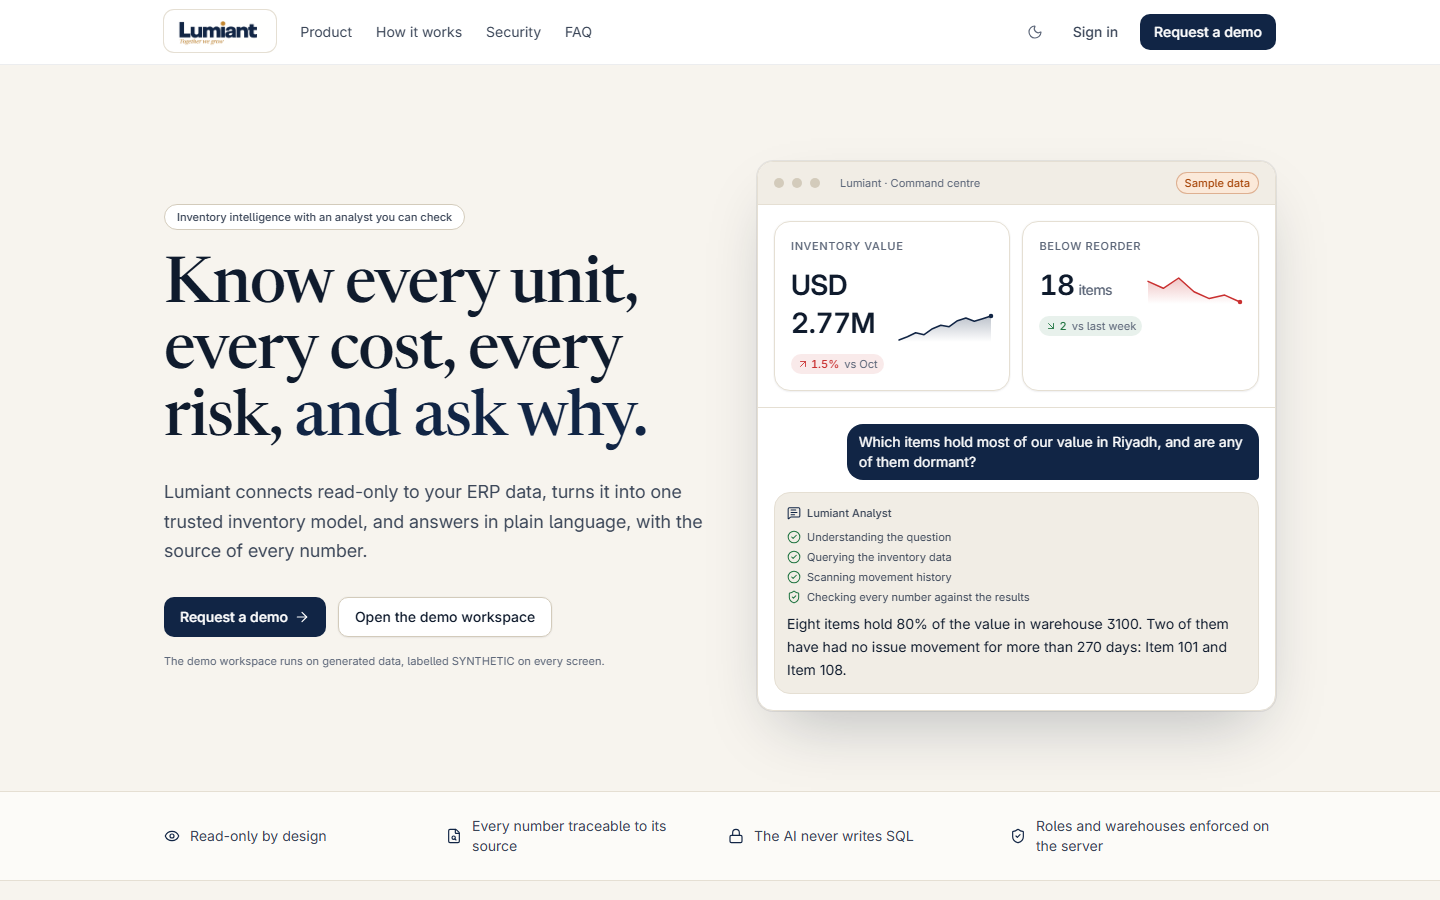 Lumiant
Together we grow
Product
How it works
Security
FAQ
Sign in
Request a demo
Inventory intelligence with an analyst you can check
Know every unit,
every cost, every
risk, and ask why.
Lumiant connects read-only to your ERP data, turns it into one
trusted inventory model, and answers in plain language, with the
source of every number.
Request a demo
Open the demo workspace
The demo workspace runs on generated data, labelled SYNTHETIC on every screen.
Lumiant · Command centre
Sample data
INVENTORY VALUE
USD
2.77M
1.5% vs Oct
BELOW REORDER
18 items
2 vs last week
Which items hold most of our value in Riyadh, and are any
of them dormant?
Lumiant Analyst
Understanding the question
Querying the inventory data
Scanning movement history
Checking every number against the results
Eight items hold 80% of the value in warehouse 3100. Two of them
have had no issue movement for more than 270 days: Item 101 and
Item 108.
Read-only by design
Every number traceable to its
source
The AI never writes SQL
Roles and warehouses enforced on
the server